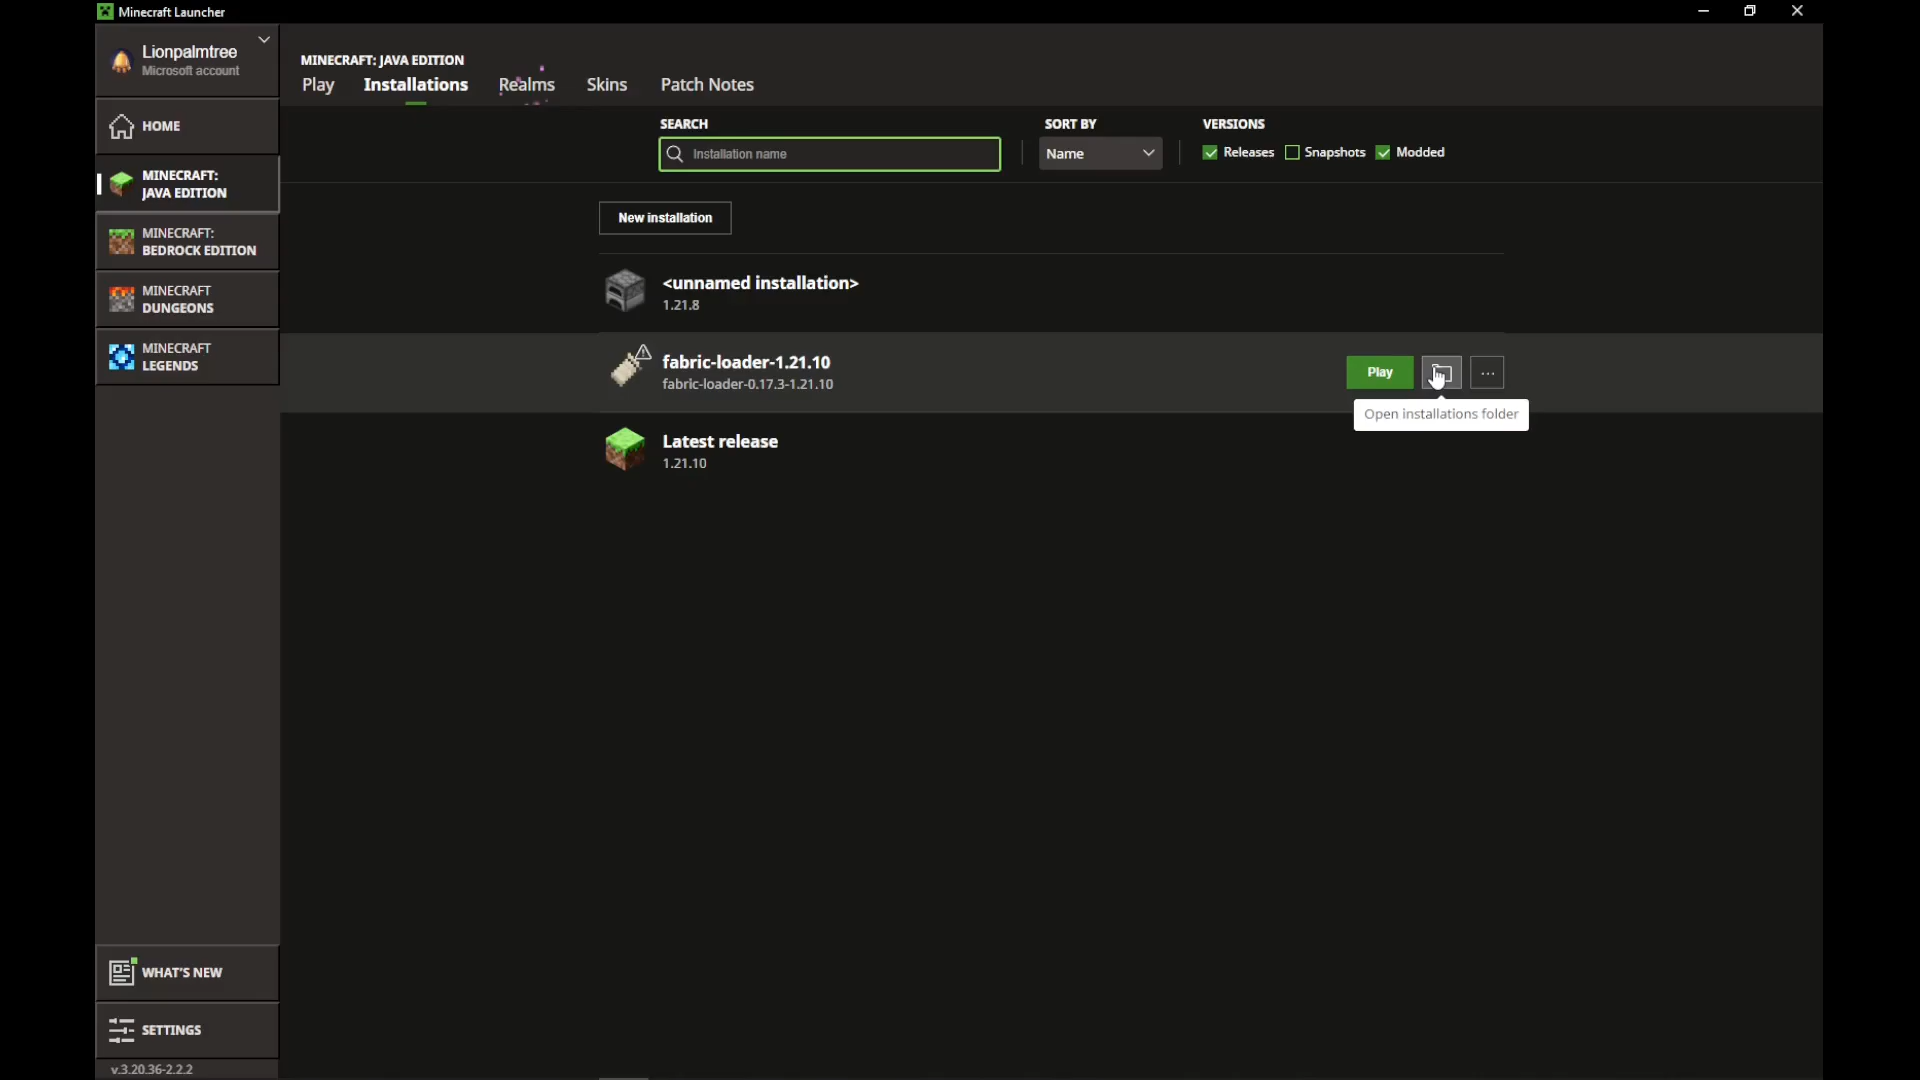 Minecraft Launcher
Lionpalmtree
Microsoft account
HOME
MINECRAFT:
JAVA EDITION
MINECRAFT:
BEDROCK EDITION
MINECRAFT
DUNGEONS
MINECRAFT
LEGENDS
WHAT'S NEW
SETTINGS
v.3.20.36-2.2.2
MINECRAFT: JAVA EDITION
Play Installations Realms Skins Patch Notes
SEARCH SORT BY VERSIONS
Installation name Name Releases Snapshots Modded
New installation
<unnamed installation>
1.21.8
fabric-loader-1.21.10
fabric-loader-0.17.3-1.21.10
Play ...
Open installations folder
Latest release
1.21.10